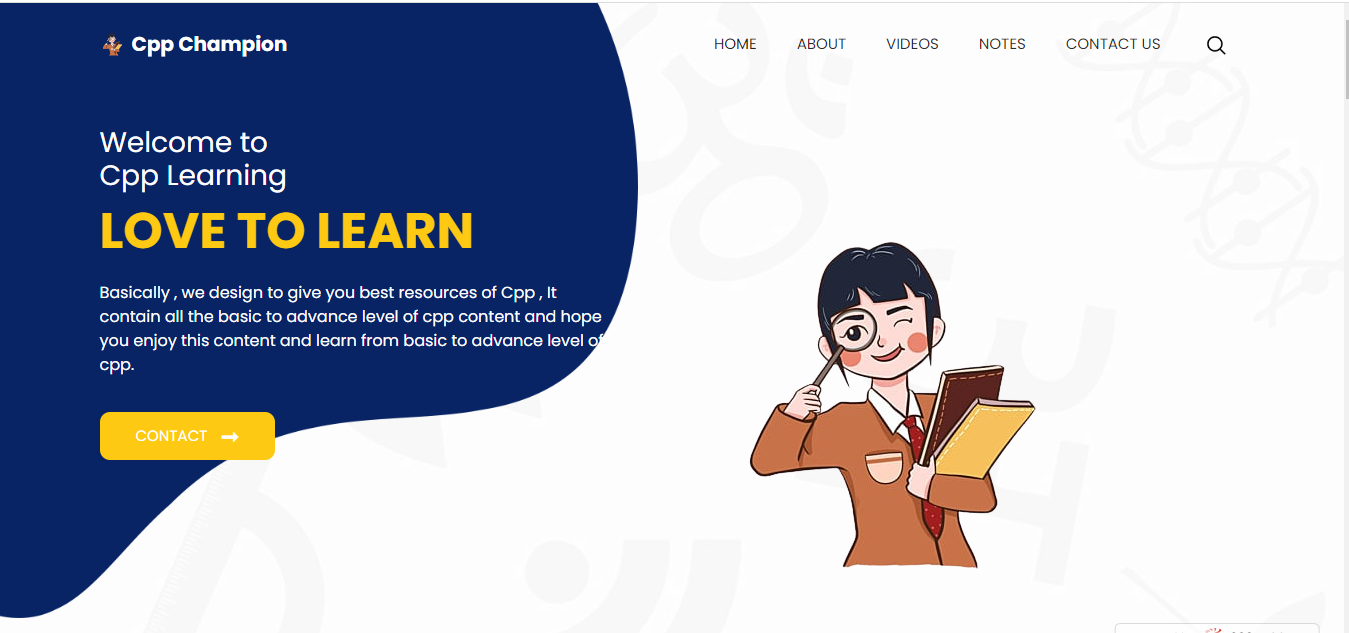 Cpp Champion
HOME ABOUT VIDEOS NOTES CONTACT US
Welcome to
Cpp Learning
LOVE TO LEARN
Basically , we design to give you best resources of Cpp , It
contain all the basic to advance level of cpp content and hope
you enjoy this content and learn from basic to advance level of
cpp.
CONTACT